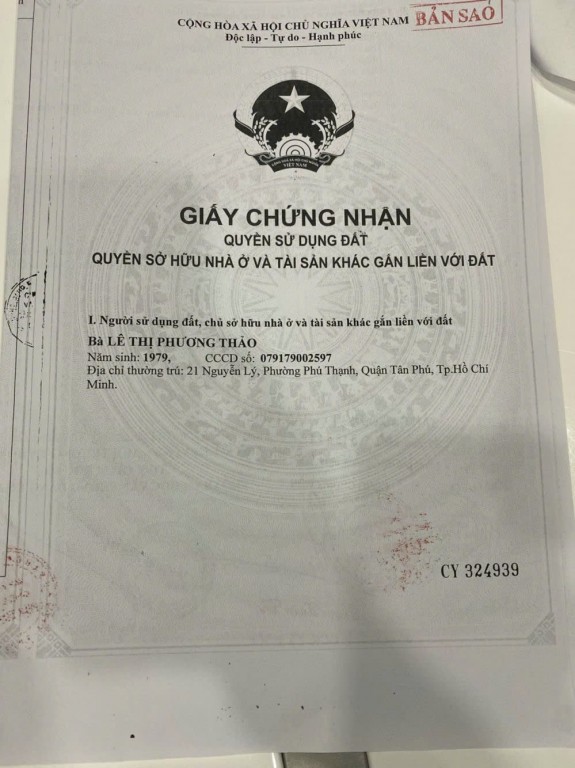 CỘNG HÒA XÃ HỘI CHỦ NGHĨA VIỆT NAM
BẢN SAO
Độc lập - Tự do - Hạnh phúc
VIỆT NAM
GIẤY CHỨNG NHẬN
QUYỀN SỬ DỤNG ĐẤT
QUYỀN SỞ HỮU NHÀ Ở VÀ TÀI SẢN KHÁC GẮN LIỀN VỚI ĐẤT
I. Người sử dụng đất, chủ sở hữu nhà ở và tài sản khác gắn liền với đất
Bà LÊ THỊ PHƯƠNG THẢO
Năm sinh: 1979, CCCD số: 079179002597
Địa chỉ thường trú: 21 Nguyễn Lý, Phường Phú Thạnh, Quận Tân Phú, Tp.Hồ Chí
Minh.
CY 324939